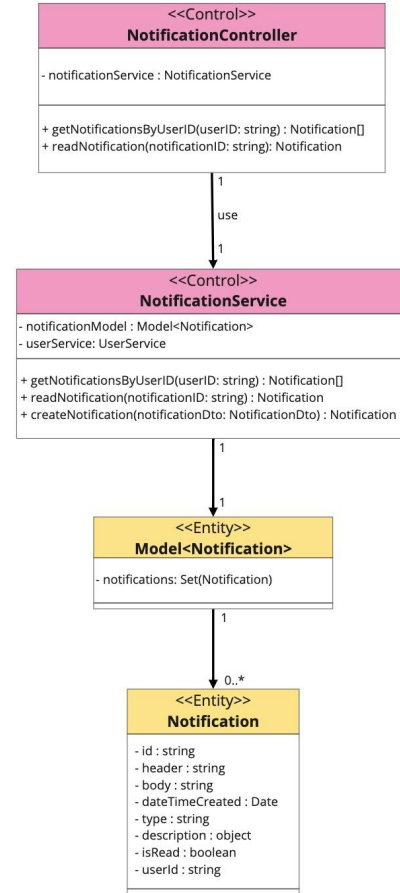 <<Control>>
NotificationController
- notificationService : NotificationService
+ getNotificationsByUserID(userID: string) : Notification[]
+ readNotification(notificationID: string): Notification
1
use
1
<<Control>>
NotificationService
- notificationModel : Model<Notification>
- userService: UserService
+ getNotificationsByUserID(userID: string) : Notification[]
+ readNotification(notificationID: string) : Notification
+ createNotification(notificationDto: NotificationDto) : Notification
1
1
<<Entity>>
Model<Notification>
- notifications: Set(Notification)
1
0..*
<<Entity>>
Notification
- id : string
- header : string
- body : string
- dateTimeCreated : Date
- type : string
- description : object
- isRead : boolean
- userId : string